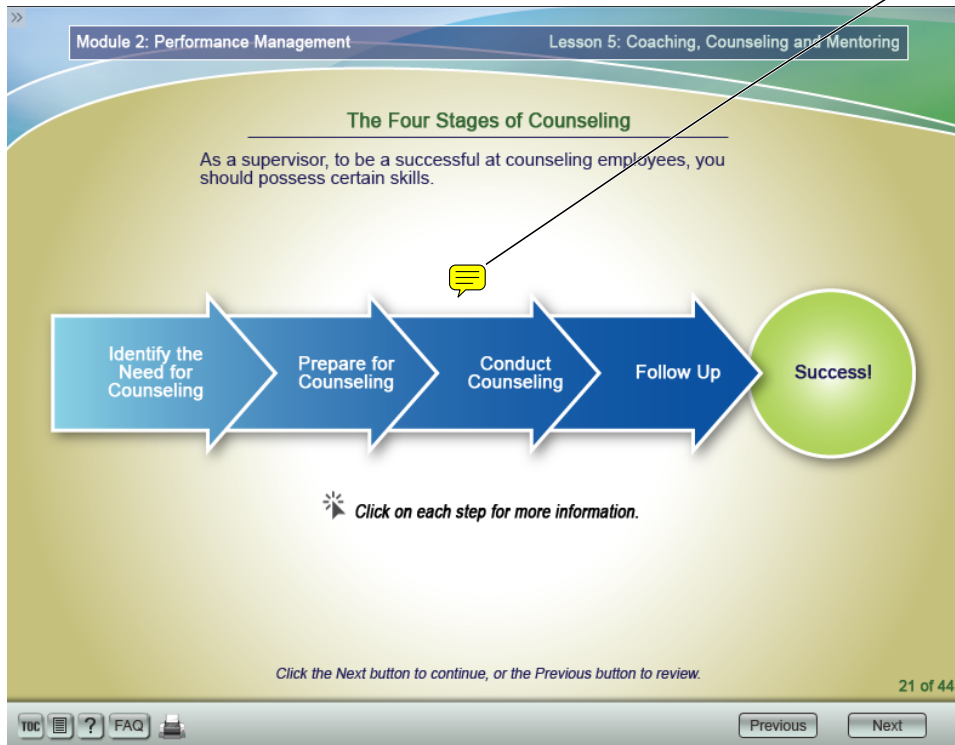 »
Module 2: Performance Management
Lesson 5: Coaching, Counseling and Mentoring
The Four Stages of Counseling
As a supervisor, to be a successful at counseling employees, you
should possess certain skills.
Identify the
Need for
Counseling
Prepare for
Counseling
Conduct
Counseling
Follow Up
Success!
Click on each step for more information.
Click the Next button to continue, or the Previous button to review.
21 of 44
TOC
?
FAQ
Previous
Next